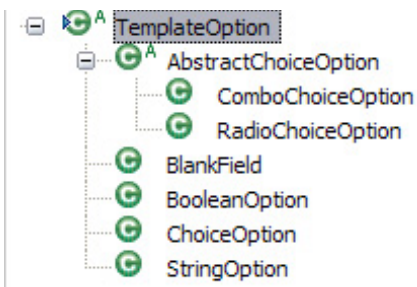 TemplateOption
AbstractChoiceOption
ComboChoiceOption
RadioChoiceOption
BlankField
BooleanOption
ChoiceOption
StringOption